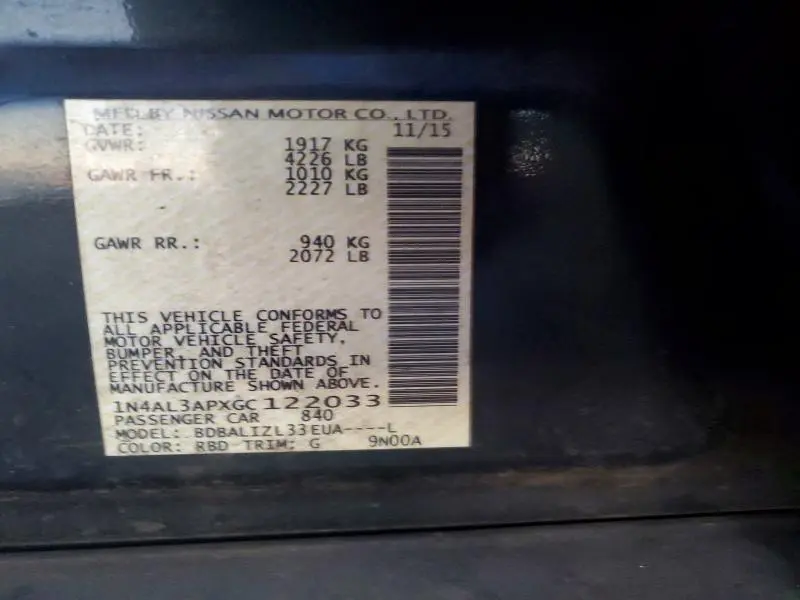 MFD BY NISSAN MOTOR CO., LTD.
DATE: 11/15
GVWR: 1917 KG
4226 LB
GAWR FR.: 1010 KG
2227 LB
GAWR RR.: 940 KG
2072 LB
THIS VEHICLE CONFORMS TO
ALL APPLICABLE FEDERAL
MOTOR VEHICLE SAFETY,
BUMPER, AND THEFT
PREVENTION STANDARDS IN
EFFECT ON THE DATE OF
MANUFACTURE SHOWN ABOVE.
1N4AL3APXGC122033
PASSENGER CAR 840
MODEL: BDBALIZL33EUA----L
COLOR: RBD TRIM: G 9N00A